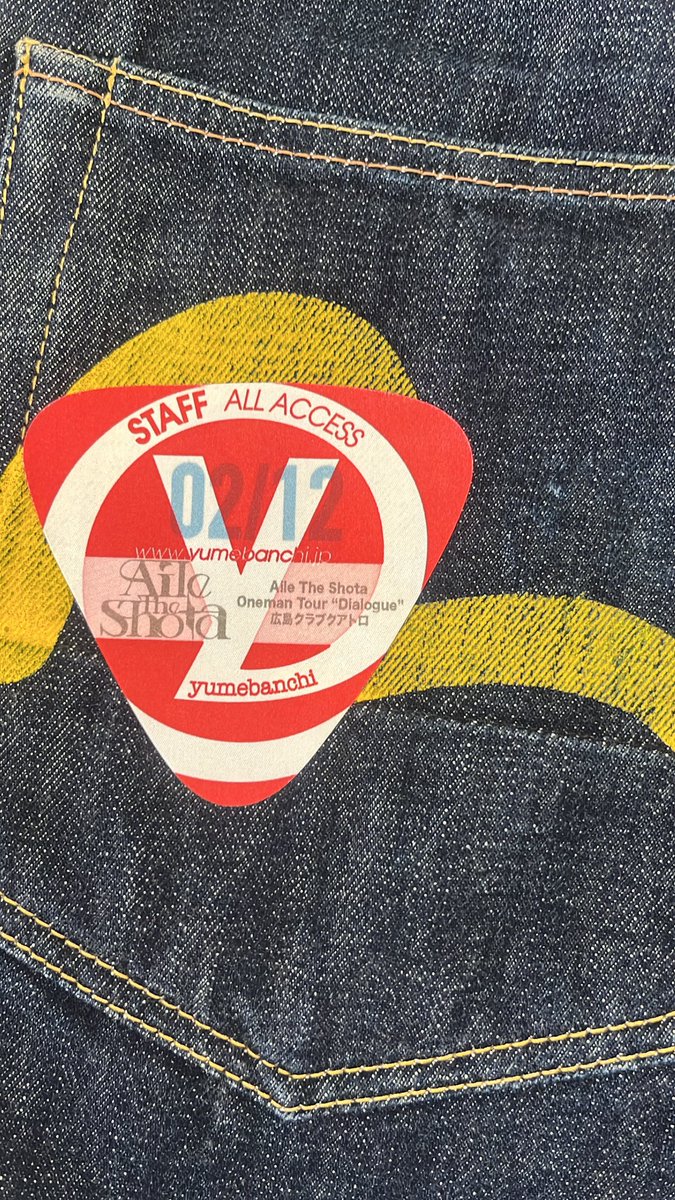 STAFF ALL ACCESS
02/12
www.yumebanchi.jp
Aile
The
Shota
Aile The Shota
Oneman Tour “Dialogue”
広島クラブクアトロ
yumebanchi